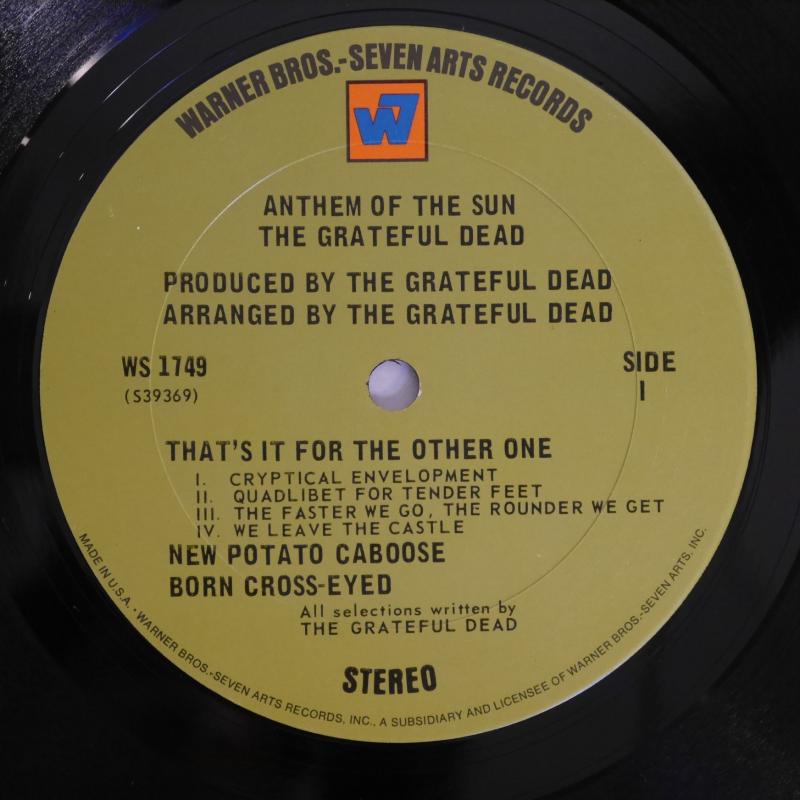 WARNER BROS.-SEVEN ARTS RECORDS
W7
ANTHEM OF THE SUN
THE GRATEFUL DEAD
PRODUCED BY THE GRATEFUL DEAD
ARRANGED BY THE GRATEFUL DEAD
WS 1749
(S39369)
SIDE
1
THAT'S IT FOR THE OTHER ONE
I. CRYPTICAL ENVELOPMENT
II. QUADLIBET FOR TENDER FEET
III. THE FASTER WE GO, THE ROUNDER WE GET
IV. WE LEAVE THE CASTLE
NEW POTATO CABOOSE
BORN CROSS-EYED
All selections written by
THE GRATEFUL DEAD
STEREO
MADE IN U.S.A. • WARNER BROS.-SEVEN ARTS RECORDS, INC., A SUBSIDIARY AND LICENSEE OF WARNER BROS.-SEVEN ARTS, INC.